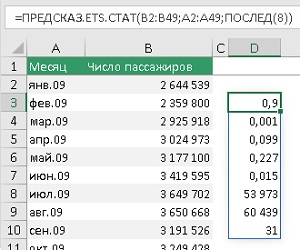 =ПРЕДСКАЗ.ETS.СТАТ(B2:B49;A2:A49;ПОСЛЕД(8))
A B C D
1 Месяц Число пассажиров
2 янв.09 2 644 539
3 фев.09 2 359 800 0,9
4 мар.09 2 925 918 0,001
5 апр.09 3 024 973 0,099
6 май.09 3 177 100 0,227
7 июн.09 3 419 595 0,015
8 июл.09 3 649 702 53 973
9 авг.09 3 650 668 60 439
10 сен.09 3 191 526 31
11 окт.09 3 249 428